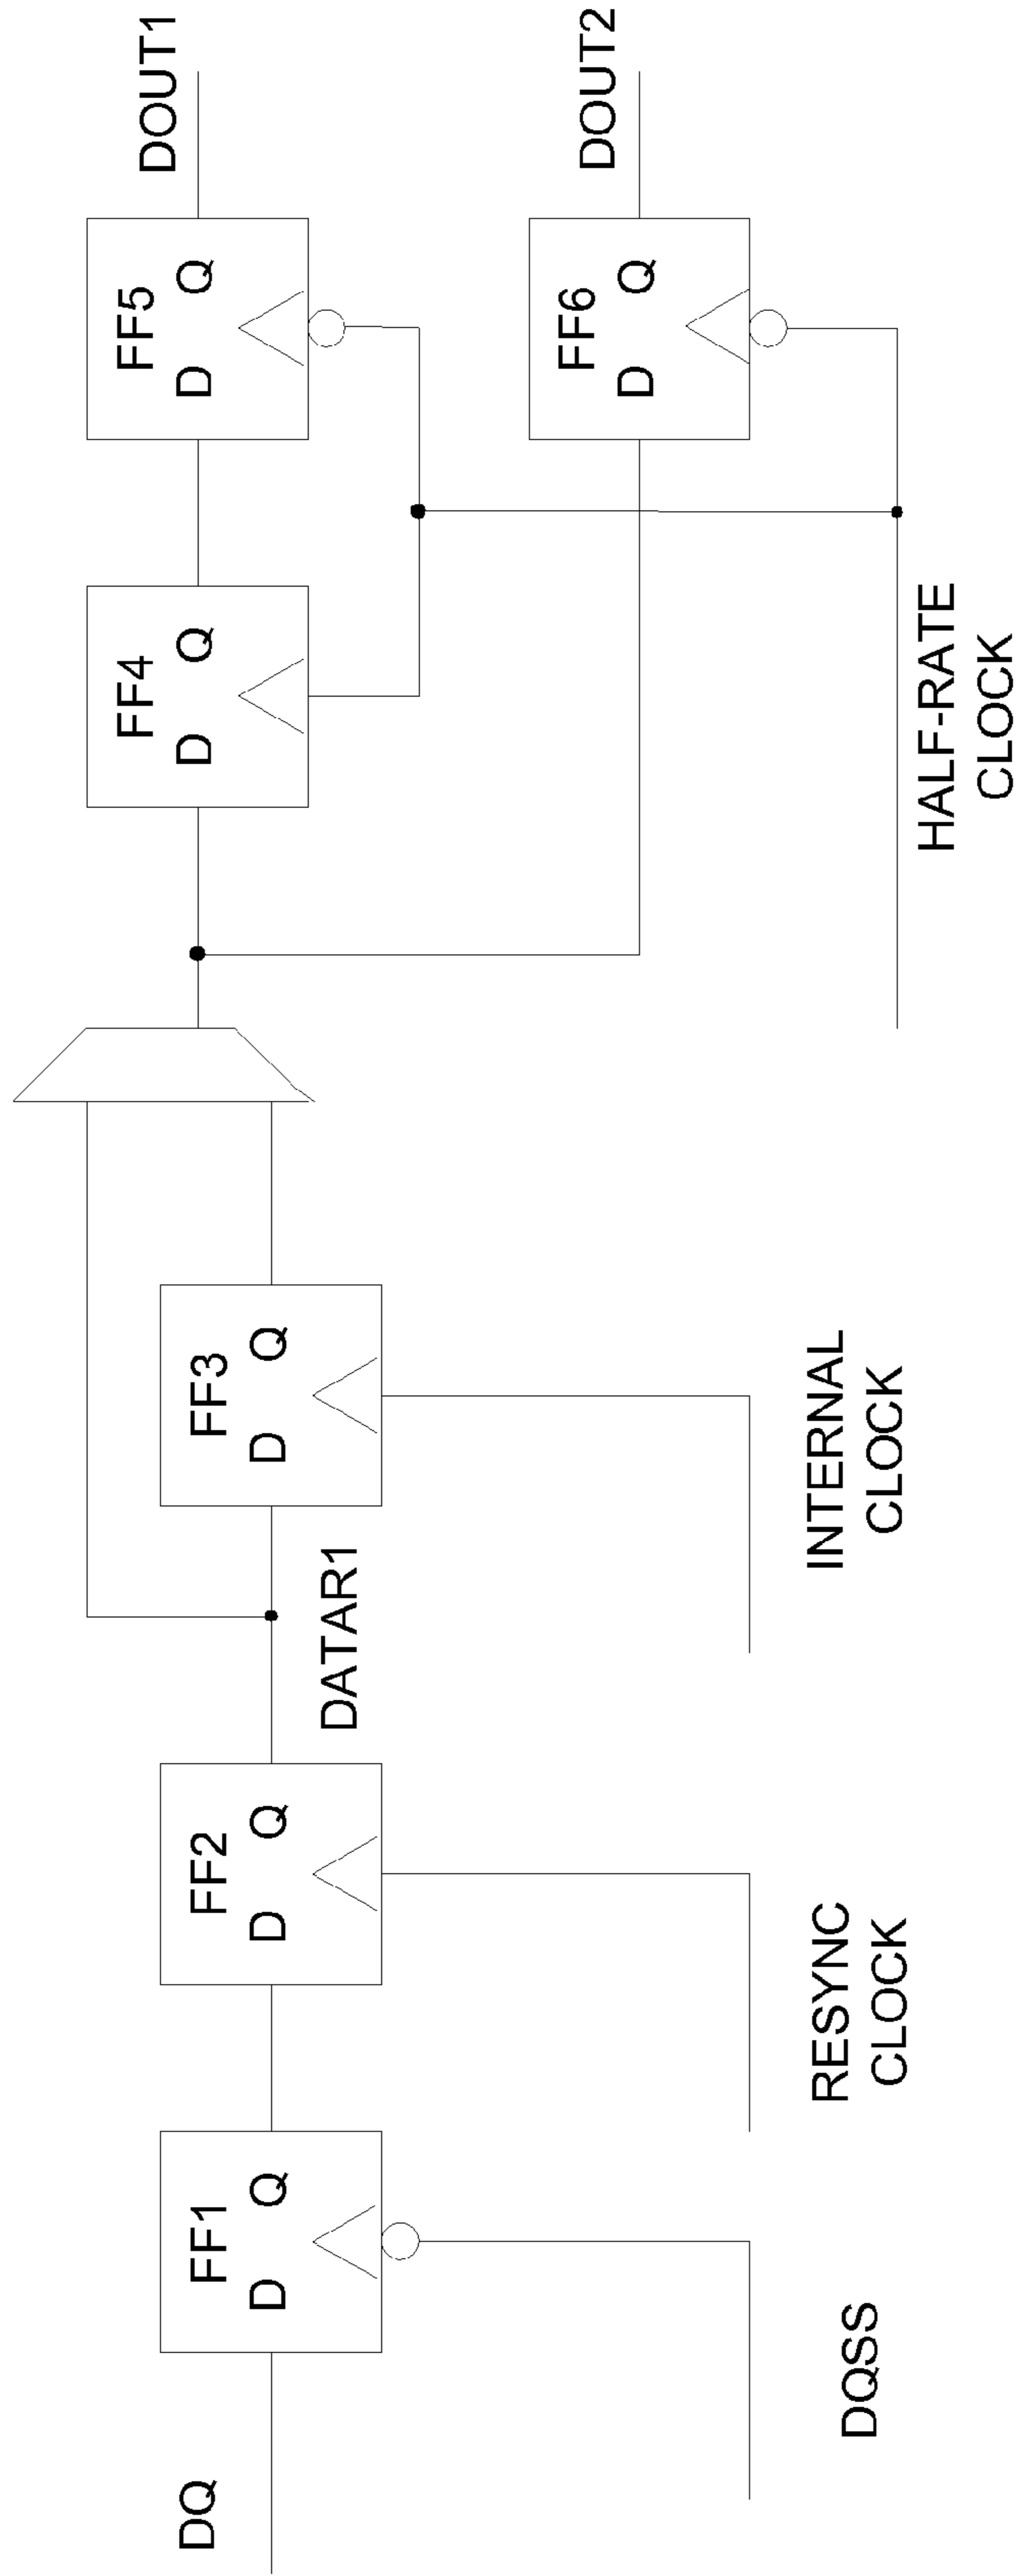 DQ
FF1
D Q
DQSS
FF2
D Q
RESYNC
CLOCK
DATAR1
FF3
D Q
INTERNAL
CLOCK
FF4
D Q
FF5
D Q
DOUT1
FF6
D Q
DOUT2
HALF-RATE
CLOCK